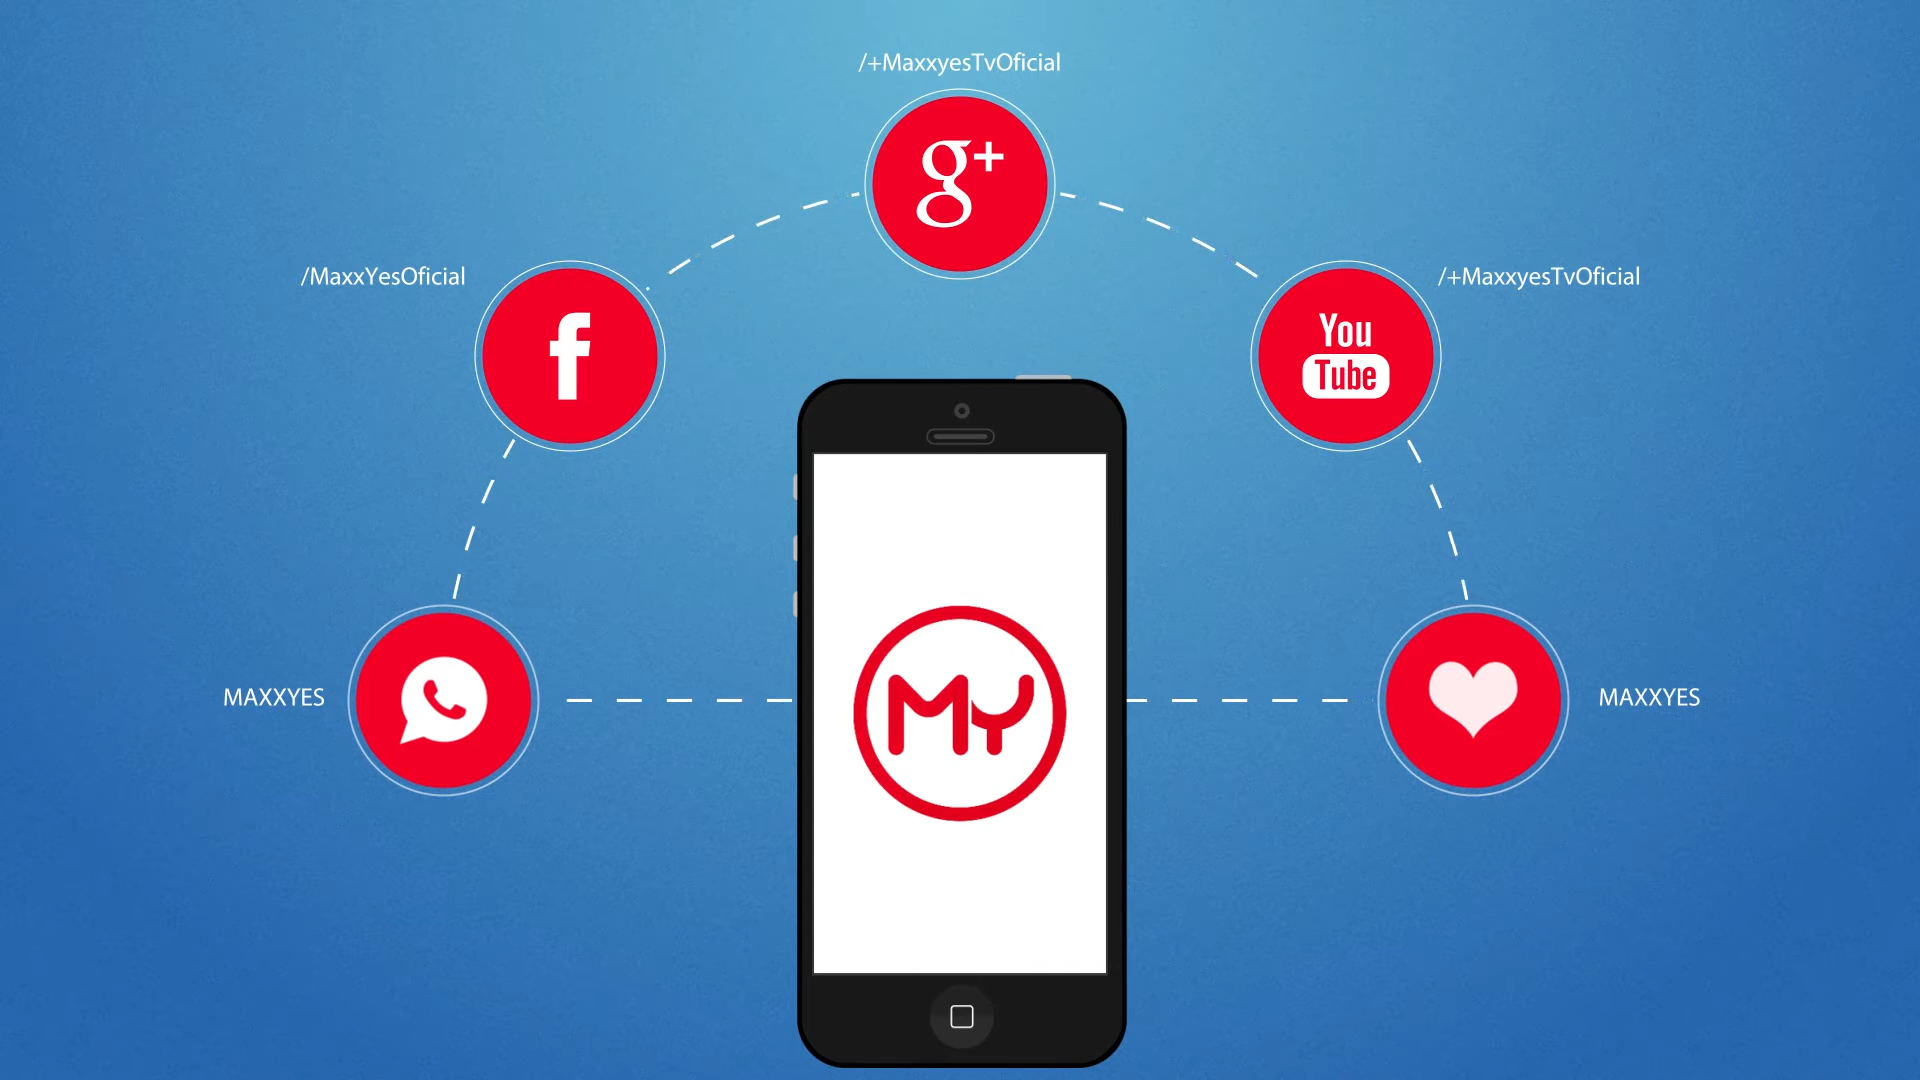 /+MaxxyesTvOficial
g+
/MaxxYesOficial
f
You
Tube
/+MaxxyesTvOficial
MAXXYES
MY
MAXXYES